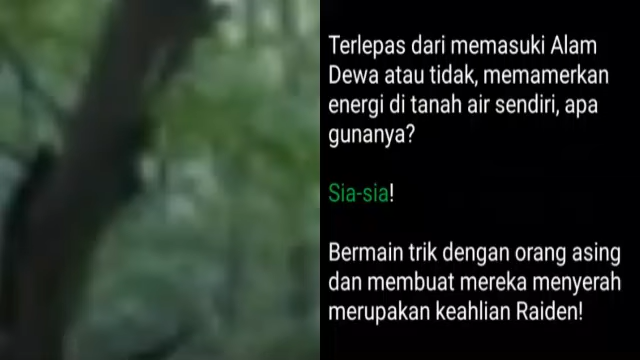 Terlepas dari memasuki Alam
Dewa atau tidak, memamerkan
energi di tanah air sendiri, apa
gunanya?
Sia-sia!
Bermain trik dengan orang asing
dan membuat mereka menyerah
merupakan keahlian Raiden!